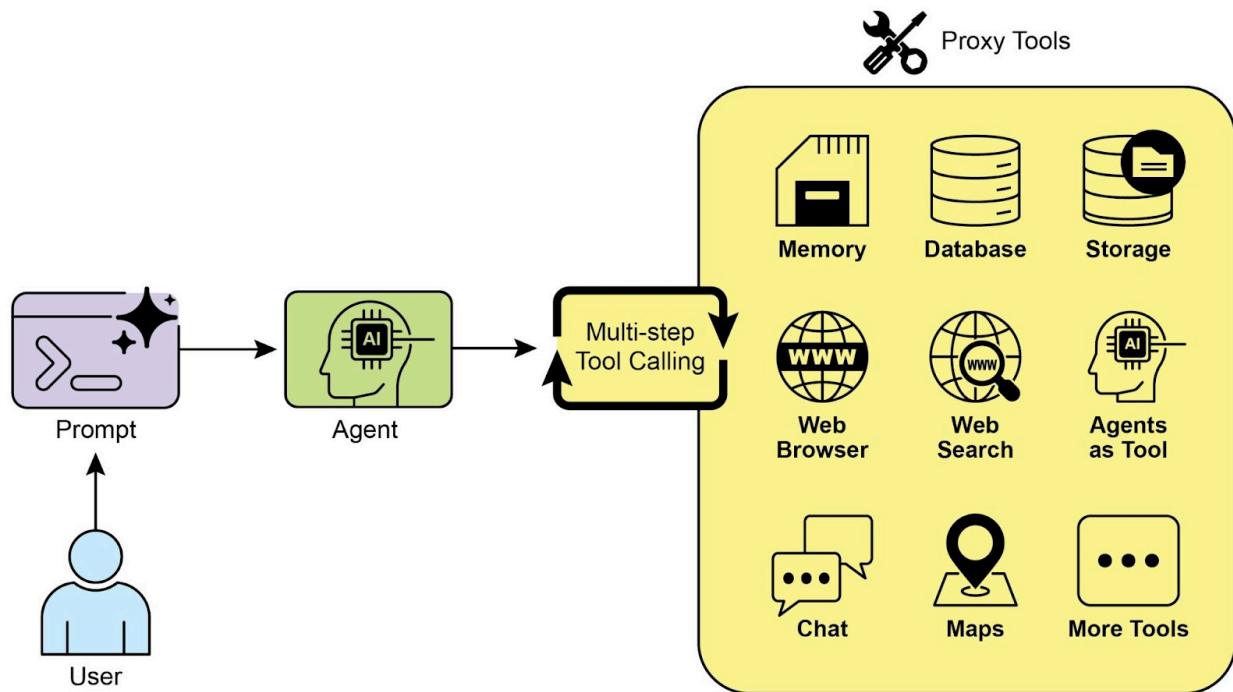 Proxy Tools
Memory
Database
Storage
Prompt
AI
Agent
Multi-step
Tool Calling
WWW
Web
Browser
WWW
Web
Search
AI
Agents
as Tool
Chat
Maps
More Tools
User